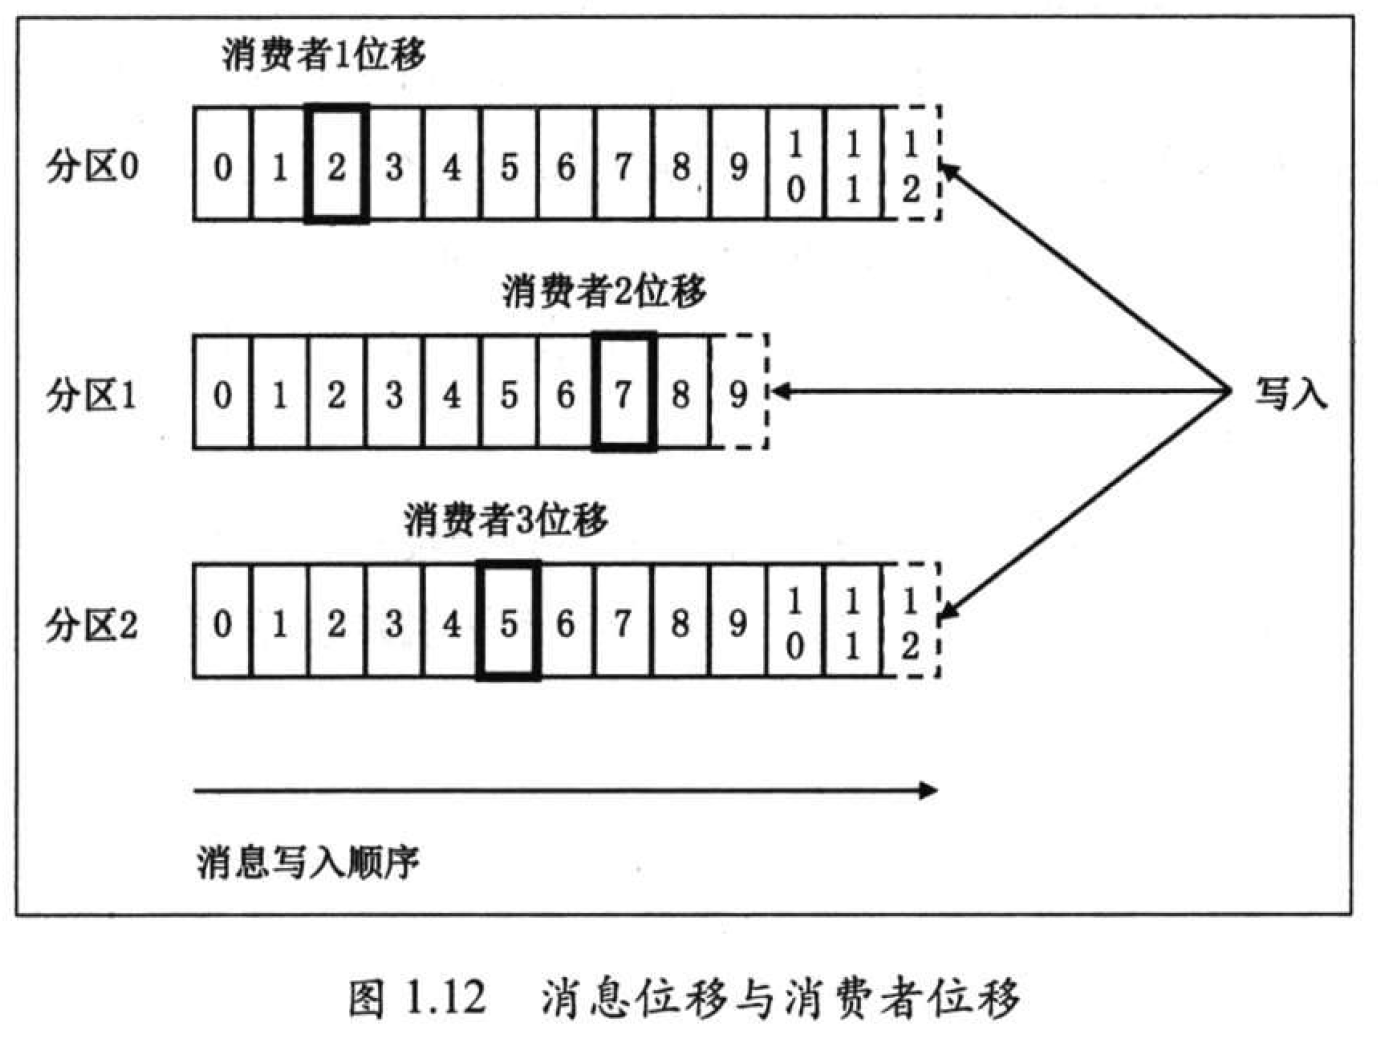 消费者1位移
分区0 0 1 2 3 4 5 6 7 8 9 10 11 12
消费者2位移
分区1 0 1 2 3 4 5 6 7 8 9 写入
消费者3位移
分区2 0 1 2 3 4 5 6 7 8 9 10 11 12
消息写入顺序
图 1.12 消息位移与消费者位移